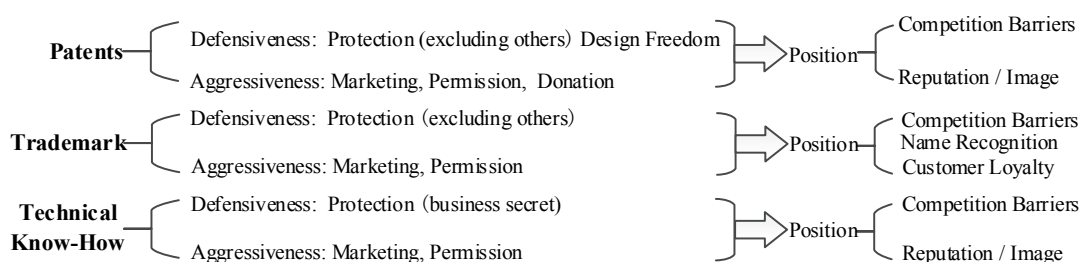 Patents
Defensiveness: Protection (excluding others) Design Freedom
Aggressiveness: Marketing, Permission, Donation
Position
Competition Barriers
Reputation / Image
Trademark
Defensiveness: Protection (excluding others)
Aggressiveness: Marketing, Permission
Position
Competition Barriers
Name Recognition
Customer Loyalty
Technical
Know-How
Defensiveness: Protection (business secret)
Aggressiveness: Marketing, Permission
Position
Competition Barriers
Reputation / Image